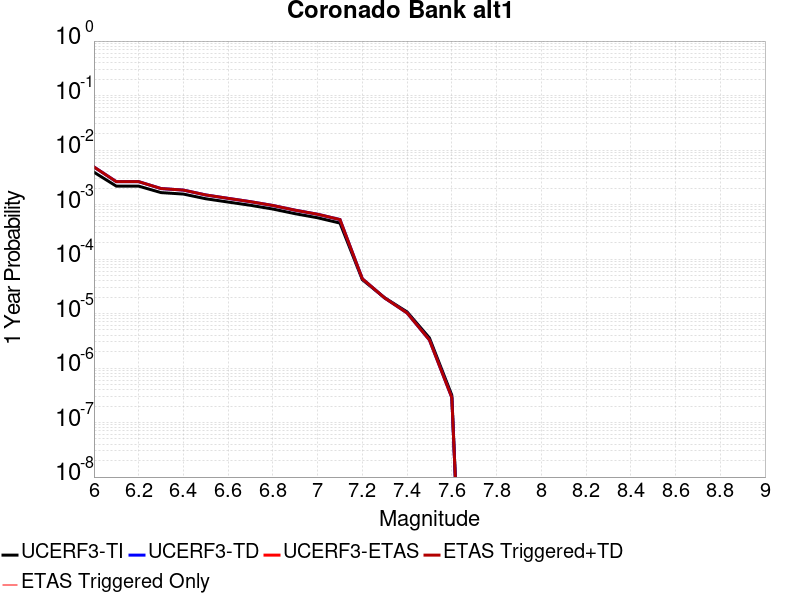 Coronado Bank alt1
10^0
10^-1
10^-2
10^-3
10^-4
10^-5
10^-6
10^-7
10^-8
1 Year Probability
6 6.2 6.4 6.6 6.8 7 7.2 7.4 7.6 7.8 8 8.2 8.4 8.6 8.8 9
Magnitude
UCERF3-TI UCERF3-TD UCERF3-ETAS ETAS Triggered+TD
ETAS Triggered Only